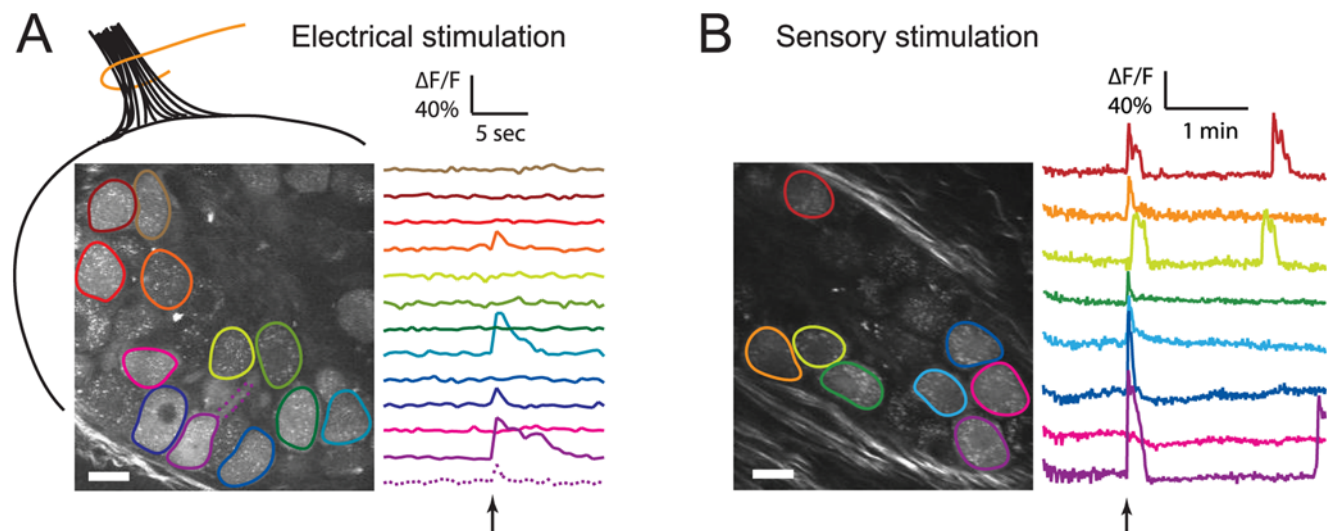 A
Electrical stimulation
ΔF/F
40%
5 sec
B
Sensory stimulation
ΔF/F
40%
1 min